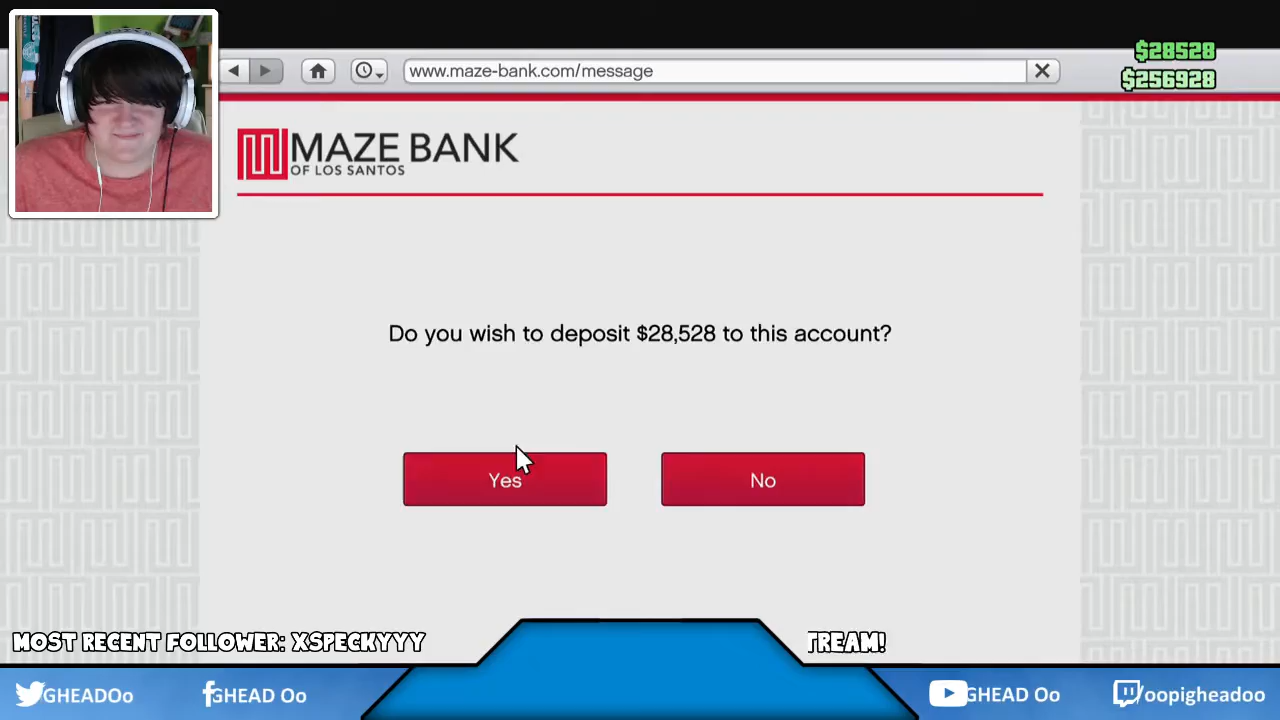 $28528
www.maze-bank.com/message
$256928
MAZE BANK
OF LOS SANTOS
Do you wish to deposit $28,528 to this account?
Yes
No
MOST RECENT FOLLOWER: XSPECKYYY
TREAM!
GHEADOo
GHEAD Oo
GHEAD Oo
/oopigheadoo